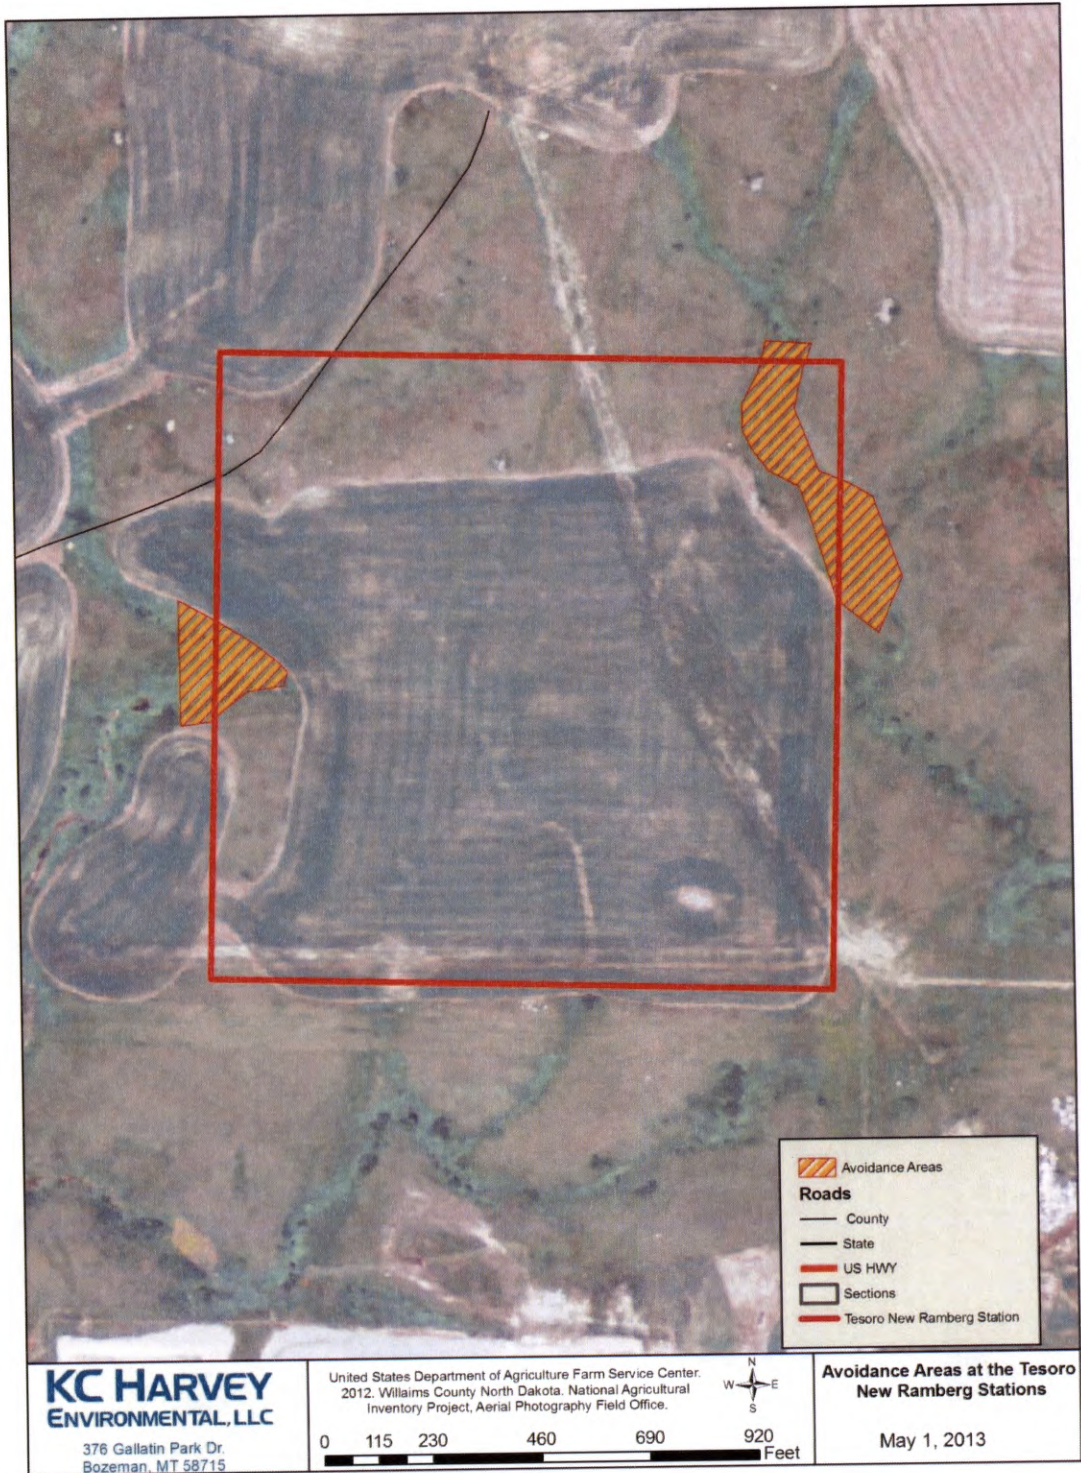 Avoidance Areas
Roads
County
State
US HWY
Sections
Tesoro New Ramberg Station
KC HARVEY
ENVIRONMENTAL, LLC
376 Gallatin Park Dr.
Bozeman, MT 58715
United States Department of Agriculture Farm Service Center.
2012. Willaims County North Dakota. National Agricultural
Inventory Project, Aerial Photography Field Office.
N
W E
S
0 115 230 460 690 920
Feet
Avoidance Areas at the Tesoro
New Ramberg Stations
May 1, 2013